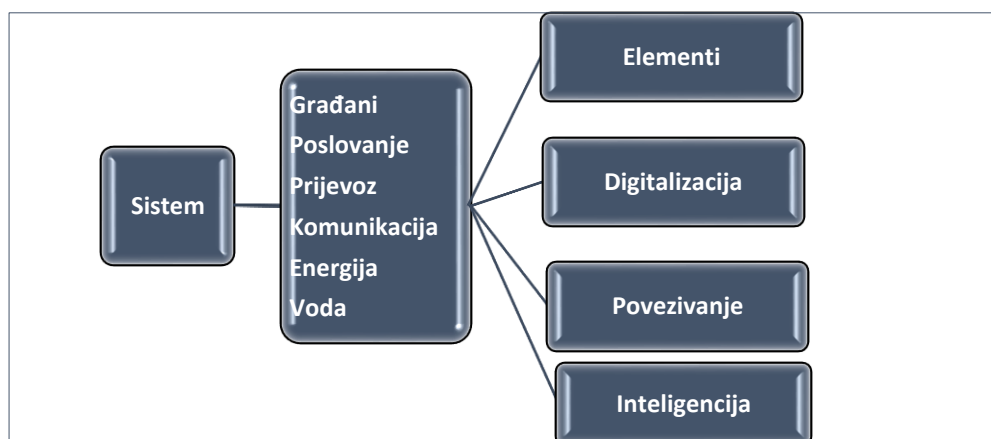 Sistem
Građani
Poslovanje
Prijevoz
Komunikacija
Energija
Voda
Elementi
Digitalizacija
Povezivanje
Inteligencija